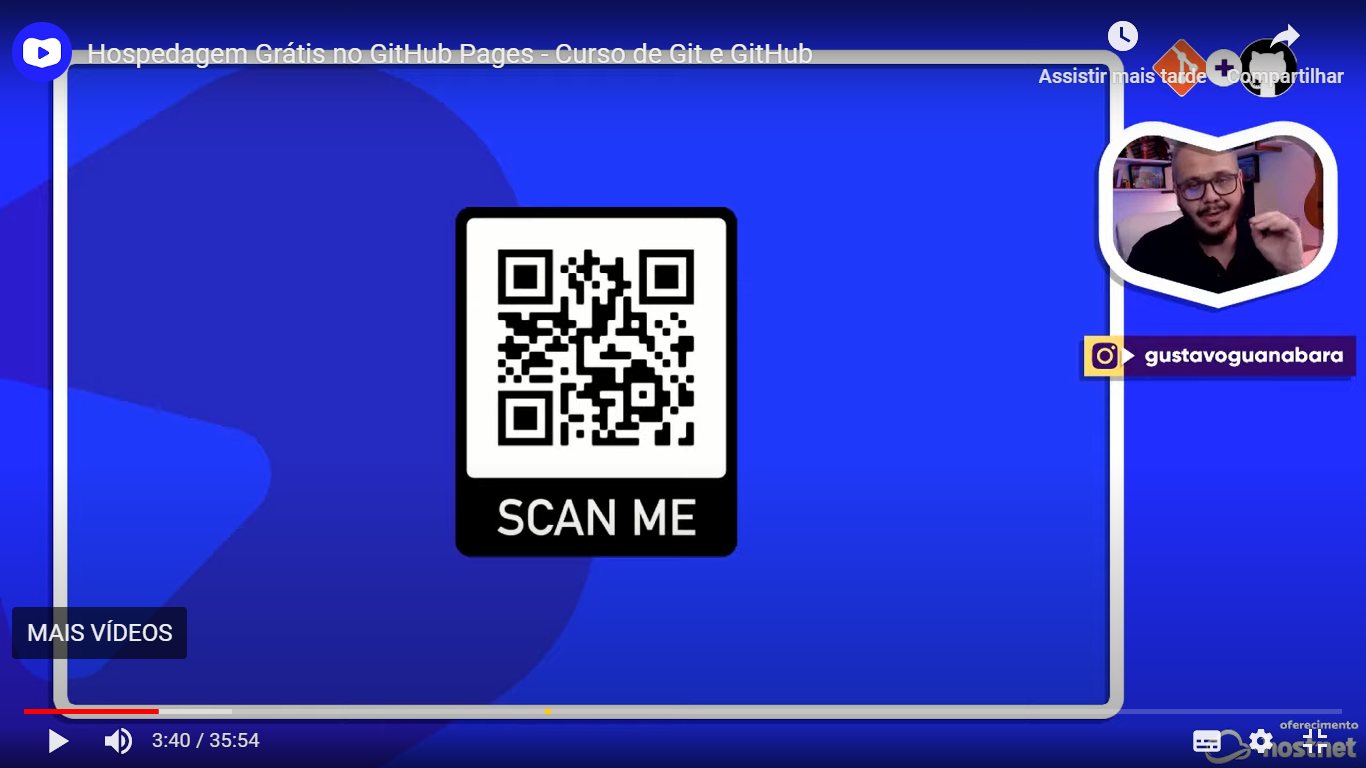 Hospedagem Grátis no GitHub Pages - Curso de Git e GitHub
Assistir mais tarde
Compartilhar
gustavoguanabara
SCAN ME
MAIS VÍDEOS
3:40 / 35:54
oferecimento
hostnet